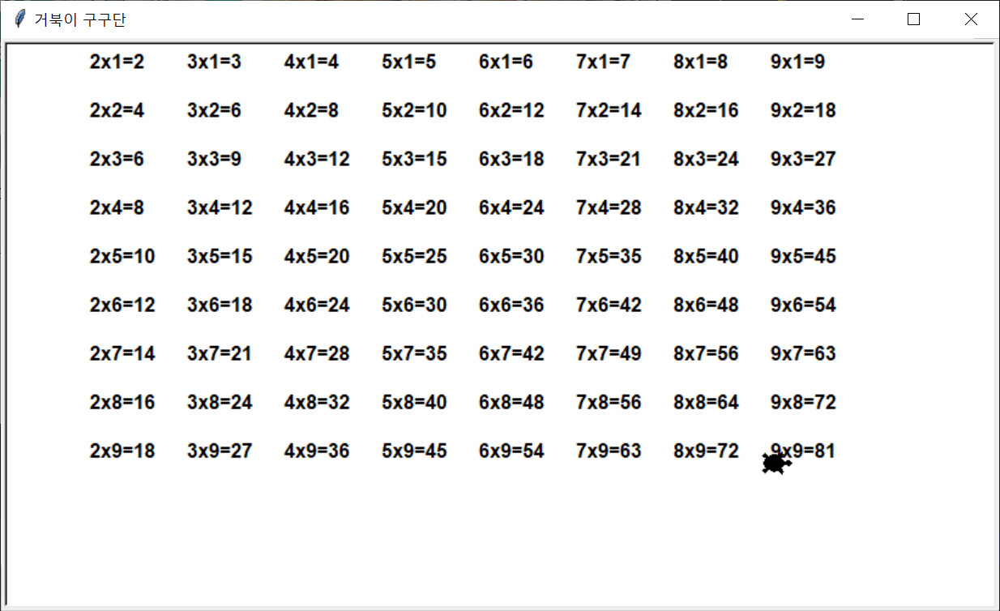 거북이 구구단
2x1=2 3x1=3 4x1=4 5x1=5 6x1=6 7x1=7 8x1=8 9x1=9
2x2=4 3x2=6 4x2=8 5x2=10 6x2=12 7x2=14 8x2=16 9x2=18
2x3=6 3x3=9 4x3=12 5x3=15 6x3=18 7x3=21 8x3=24 9x3=27
2x4=8 3x4=12 4x4=16 5x4=20 6x4=24 7x4=28 8x4=32 9x4=36
2x5=10 3x5=15 4x5=20 5x5=25 6x5=30 7x5=35 8x5=40 9x5=45
2x6=12 3x6=18 4x6=24 5x6=30 6x6=36 7x6=42 8x6=48 9x6=54
2x7=14 3x7=21 4x7=28 5x7=35 6x7=42 7x7=49 8x7=56 9x7=63
2x8=16 3x8=24 4x8=32 5x8=40 6x8=48 7x8=56 8x8=64 9x8=72
2x9=18 3x9=27 4x9=36 5x9=45 6x9=54 7x9=63 8x9=72 9x9=81